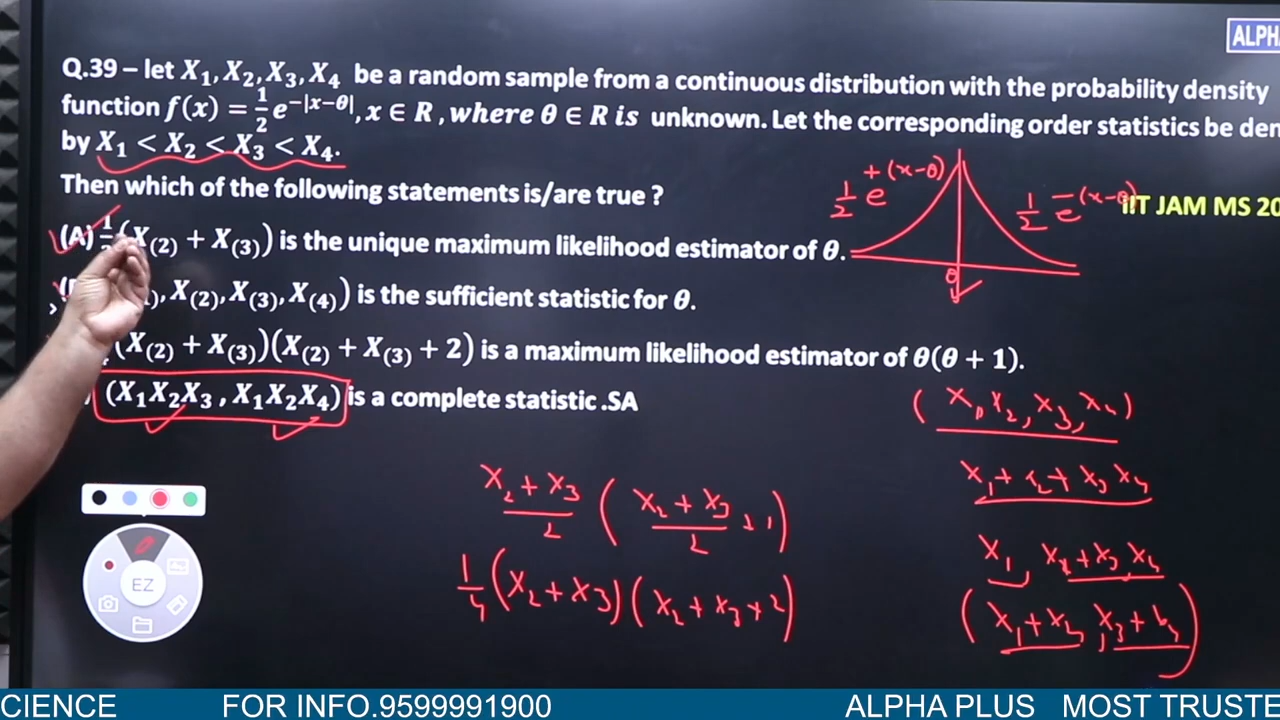 ALPH
Q.39 – let X₁, X₂, X₃, X₄ be a random sample from a continuous distribution with the probability density
function f(x) = 1/2 e^{-|x-θ|}, x ∈ R, where θ ∈ R is unknown. Let the corresponding order statistics be den
by X₁ < X₂ < X₃ < X₄.
Then which of the following statements is/are true ?
+(x-θ)
1/2 e
1/2 e^{-(x-θ)}
IIT JAM MS 20
θ
(A) (X₍₂₎ + X₍₃₎) is the unique maximum likelihood estimator of θ.
, X₍₂₎, X₍₃₎, X₍₄₎) is the sufficient statistic for θ.
(X₍₂₎ + X₍₃₎)(X₍₂₎ + X₍₃₎ + 2) is a maximum likelihood estimator of θ(θ + 1).
(X₁X₂X₃ , X₁X₂X₄) is a complete statistic .SA
(X₁, X₂, X₃, X₄)
X₁ + X₂ + X₃ X₄
X₂ + X₃ / 2 (X₂ + X₃ / 2 + 1)
X₁, X₂ + X₃, X₄
1/4 (X₂ + X₃) (X₂ + X₃ + 2)
(X₁ + X₂, X₃ + X₄)
EZ
CIENCE FOR INFO.9599991900 ALPHA PLUS MOST TRUSTE